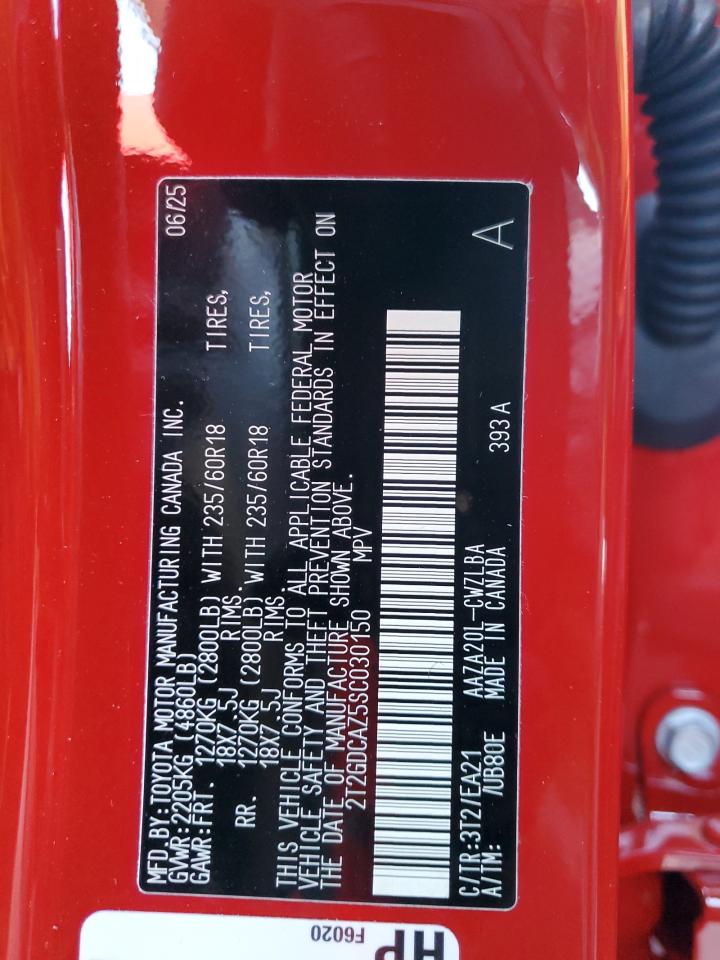 MFD.BY:TOYOTA MOTOR MANUFACTURING CANADA INC. 06/25
GVWR:2205KG (4860LB)
GAWR:FRT. 1270KG (2800LB) WITH 235/60R18 TIRES,
18X7.5J RIMS.
RR. 1270KG (2800LB) WITH 235/60R18 TIRES,
18X7.5J RIMS.
THIS VEHICLE CONFORMS TO ALL APPLICABLE FEDERAL MOTOR
VEHICLE SAFETY AND THEFT PREVENTION STANDARDS IN EFFECT ON
THE DATE OF MANUFACTURE SHOWN ABOVE.
2T2GDCAZ5SC030150 MPV
C/TR:3T2/EA21 AAZA20L-CWZLBA 393A A
A/TM: /UB80E MADE IN CANADA
HP
F6020